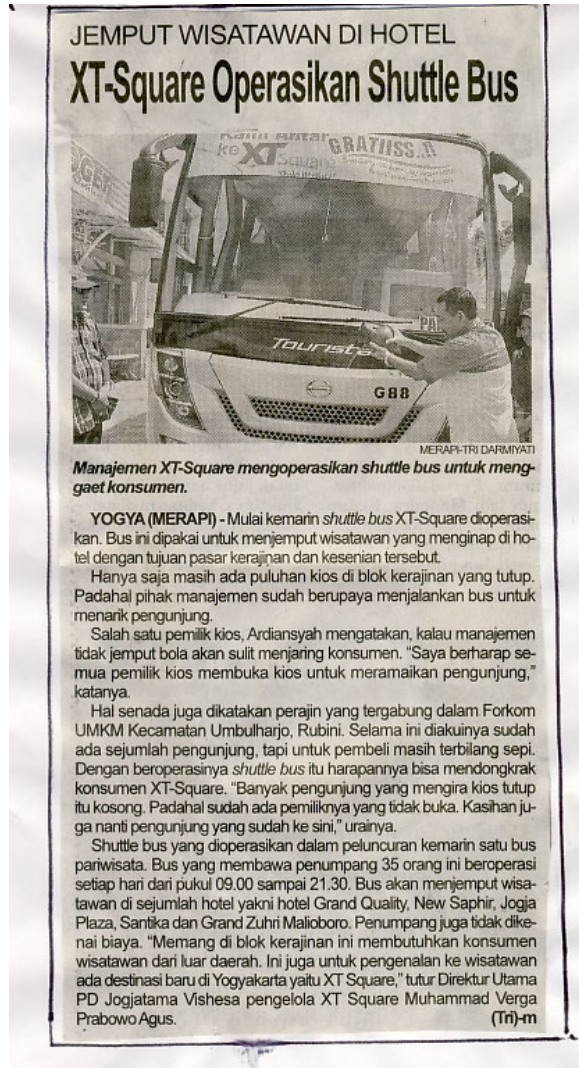 JEMPUT WISATAWAN DI HOTEL
XT-Square Operasikan Shuttle Bus
Kami Antar
ke XT Square
GRATIISS..!!
Tourista
G88
MERAPI-TRI DARMIYATI
Manajemen XT-Square mengoperasikan shuttle bus untuk meng-
gaet konsumen.
YOGYA (MERAPI) - Mulai kemarin shuttle bus XT-Square dioperasi-
kan. Bus ini dipakai untuk menjemput wisatawan yang menginap di ho-
tel dengan tujuan pasar kerajinan dan kesenian tersebut.
Hanya saja masih ada puluhan kios di blok kerajinan yang tutup.
Padahal pihak manajemen sudah berupaya menjalankan bus untuk
menarik pengunjung.
Salah satu pemilik kios, Ardiansyah mengatakan, kalau manajemen
tidak jemput bola akan sulit menjaring konsumen. “Saya berharap se-
mua pemilik kios membuka kios untuk meramaikan pengunjung,”
katanya.
Hal senada juga dikatakan perajin yang tergabung dalam Forkom
UMKM Kecamatan Umbulharjo, Rubini. Selama ini diakuinya sudah
ada sejumlah pengunjung, tapi untuk pembeli masih terbilang sepi.
Dengan beroperasinya shuttle bus itu harapannya bisa mendongkrak
konsumen XT-Square. “Banyak pengunjung yang mengira kios tutup
itu kosong. Padahal sudah ada pemiliknya yang tidak buka. Kasihan ju-
ga nanti pengunjung yang sudah ke sini,” urainya.
Shuttle bus yang dioperasikan dalam peluncuran kemarin satu bus
pariwisata. Bus yang membawa penumpang 35 orang ini beroperasi
setiap hari dari pukul 09.00 sampai 21.30. Bus akan menjemput wisa-
tawan di sejumlah hotel yakni hotel Grand Quality, New Saphir, Jogja
Plaza, Santika dan Grand Zuhri Malioboro. Penumpang juga tidak dike-
nai biaya. “Memang di blok kerajinan ini membutuhkan konsumen
wisatawan dari luar daerah. Ini juga untuk pengenalan ke wisatawan
ada destinasi baru di Yogyakarta yaitu XT Square,” tutur Direktur Utama
PD Jogjatama Vishesa pengelola XT Square Muhammad Verga
Prabowo Agus. (Tri)-m